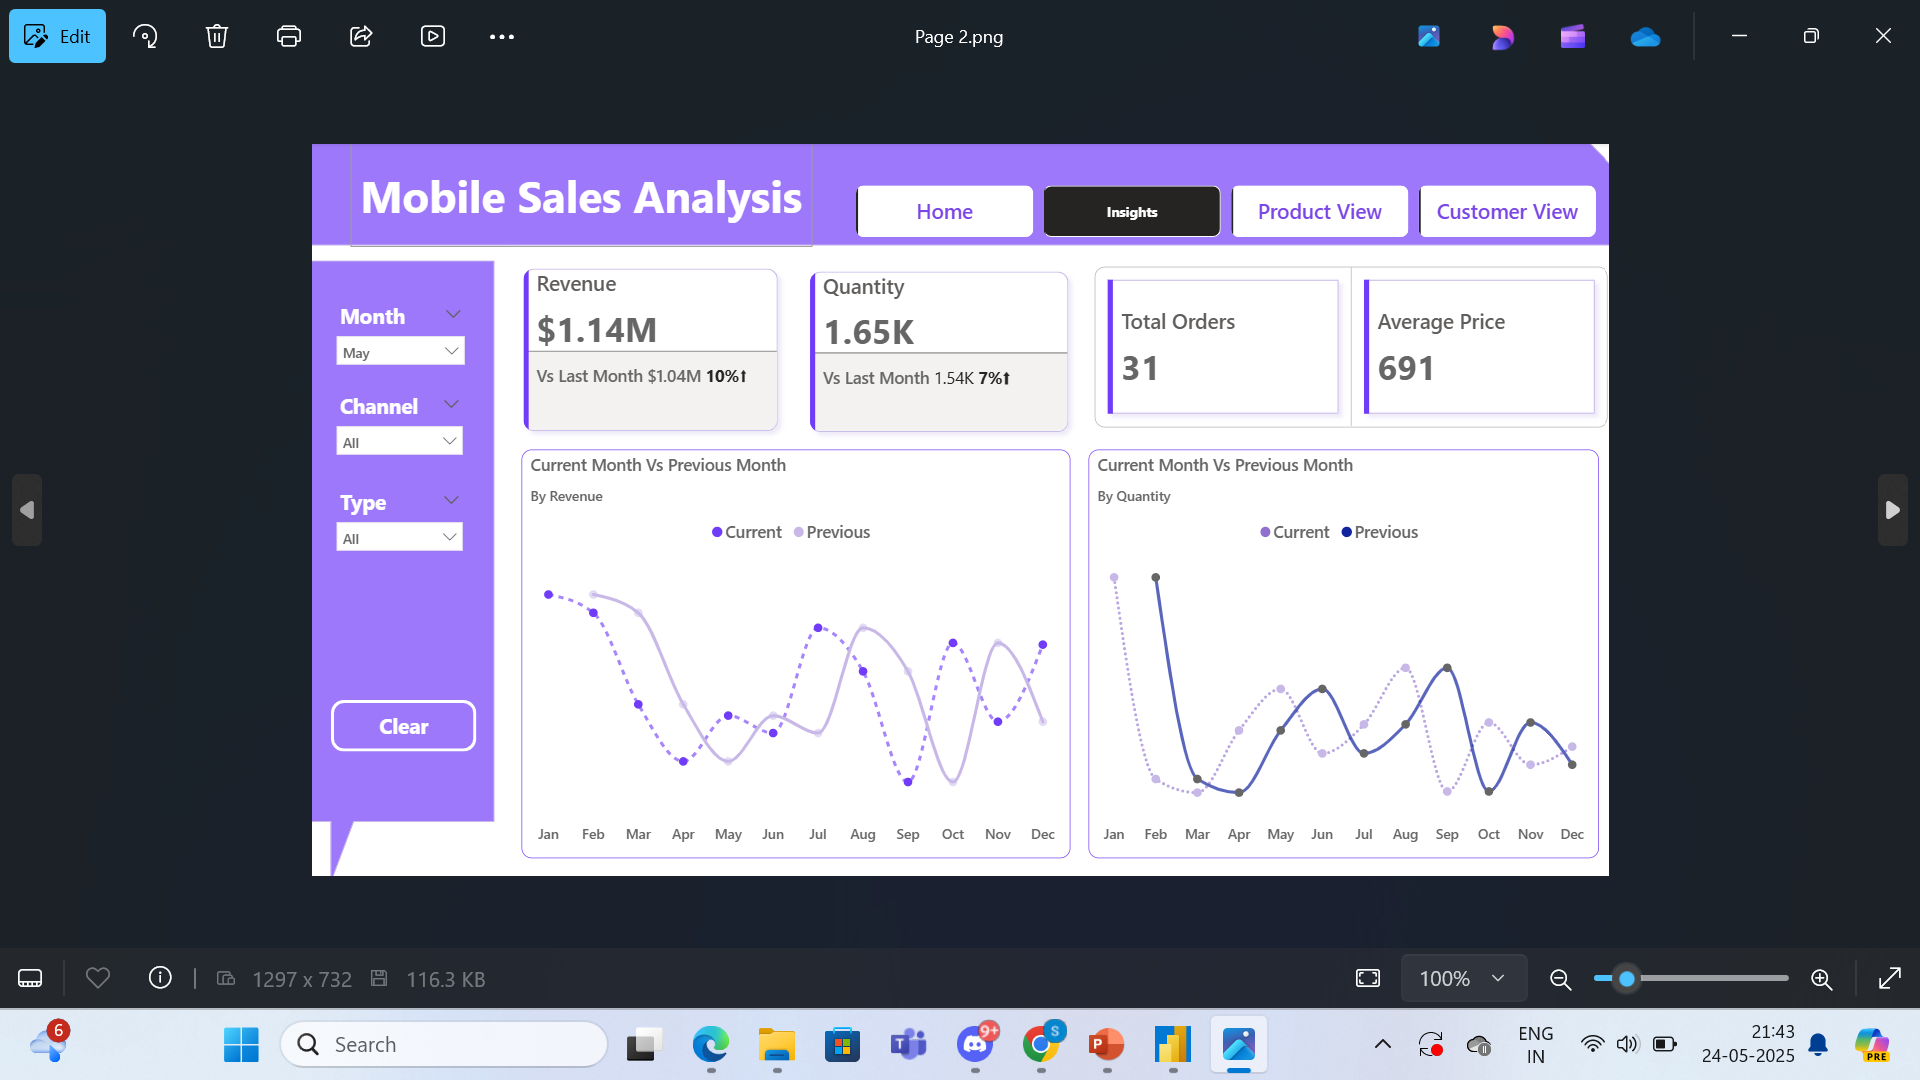 Edit
Page 2.png
Mobile Sales Analysis
Home
Insights
Product View
Customer View
Month
May
Channel
All
Type
All
Clear
Revenue
$1.14M
Vs Last Month $1.04M 10%⭡
Quantity
1.65K
Vs Last Month 1.54K 7%⭡
Total Orders
31
Average Price
691
Current Month Vs Previous Month
By Revenue
Current Previous
Jan Feb Mar Apr May Jun Jul Aug Sep Oct Nov Dec
Current Month Vs Previous Month
By Quantity
Current Previous
Jan Feb Mar Apr May Jun Jul Aug Sep Oct Nov Dec
1297 x 732
116.3 KB
100%
6
Search
T
9+
S
P
ENG
IN
21:43
24-05-2025
PRE